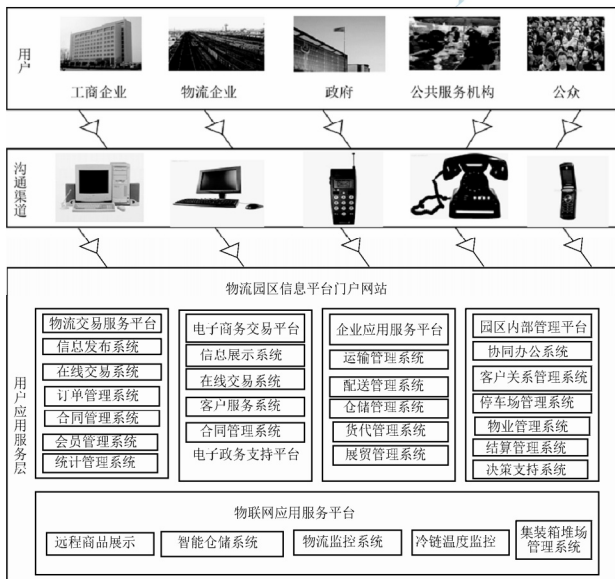 用户
工商企业
物流企业
政府
公共服务机构
公众
沟通渠道
物流园区信息平台门户网站
用户应用服务层
物流交易服务平台
信息发布系统
在线交易系统
订单管理系统
合同管理系统
会员管理系统
统计管理系统
电子商务交易平台
信息展示系统
在线交易系统
客户服务系统
合同管理系统
电子政务支持平台
企业应用服务平台
运输管理系统
配送管理系统
仓储管理系统
货代管理系统
展贸管理系统
园区内部管理平台
协同办公系统
客户关系管理系统
停车场管理系统
物业管理系统
结算管理系统
决策支持系统
物联网应用服务平台
远程商品展示
智能仓储系统
物流监控系统
冷链温度监控
集装箱堆场
管理系统